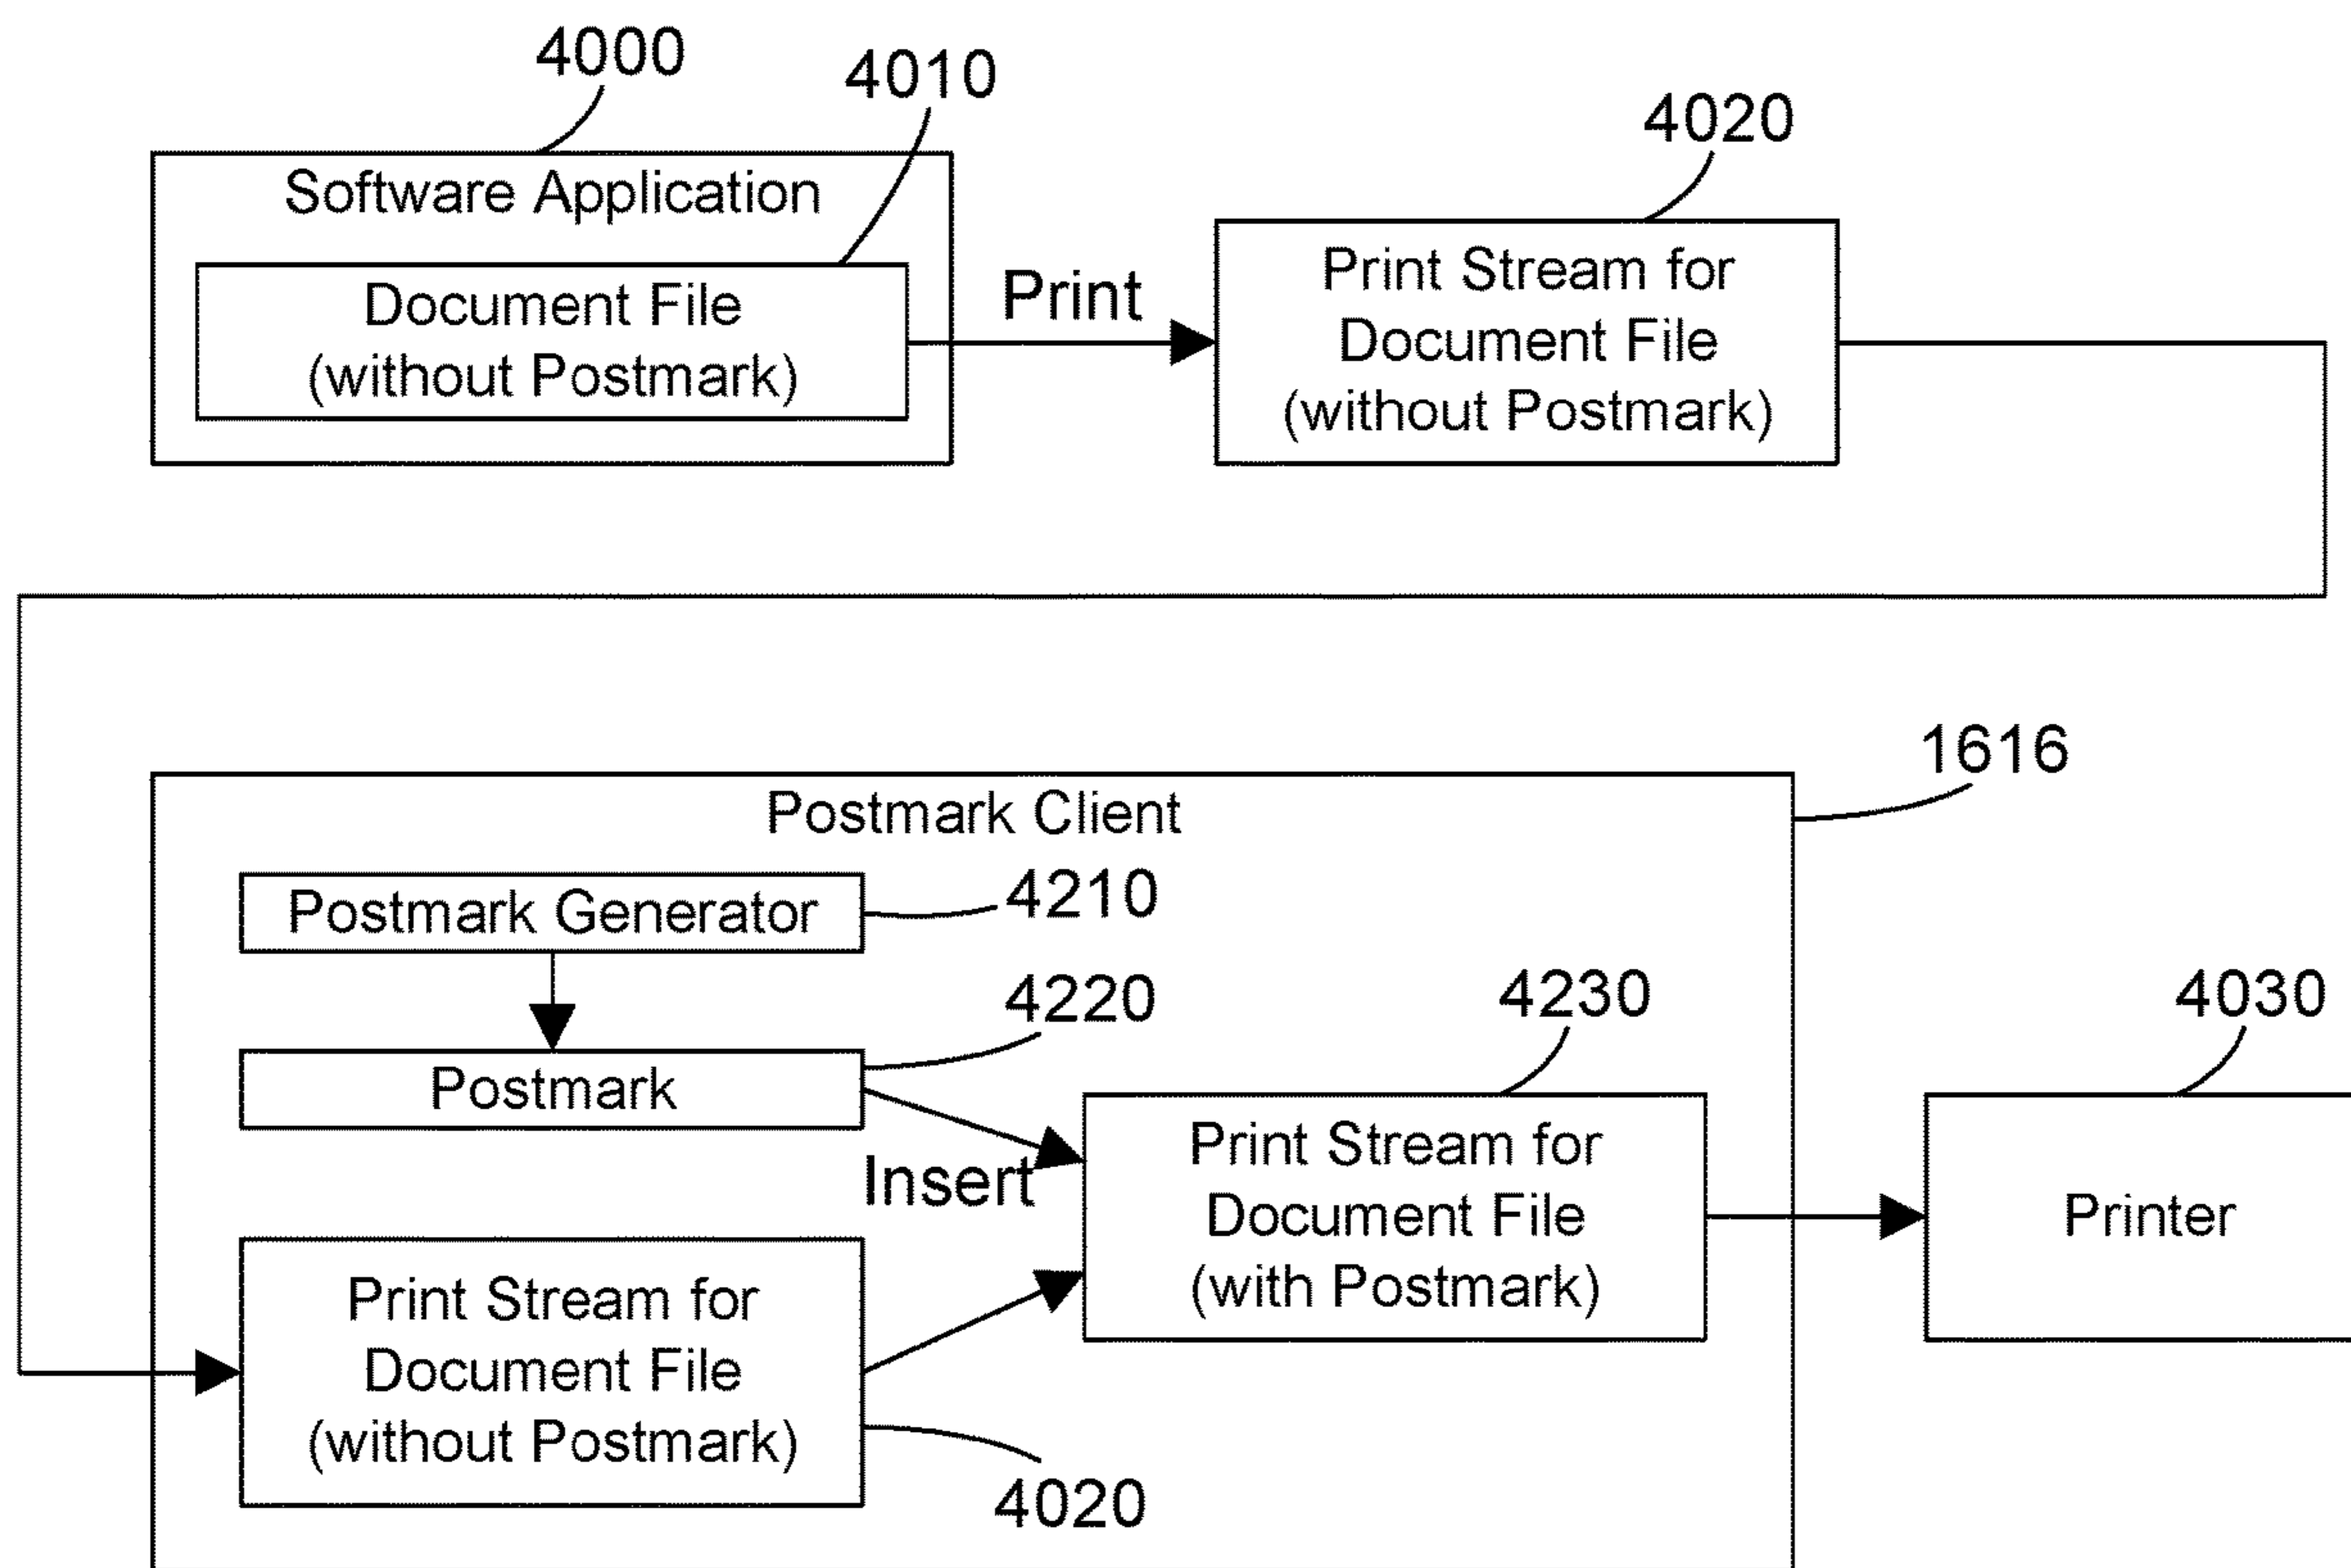 4000
4010
4020
Software Application
Document File
(without Postmark)
Print
Print Stream for
Document File
(without Postmark)
1616
Postmark Client
Postmark Generator
4210
4220
4230
4030
Postmark
Insert
Print Stream for
Document File
(with Postmark)
Printer
Print Stream for
Document File
(without Postmark)
4020